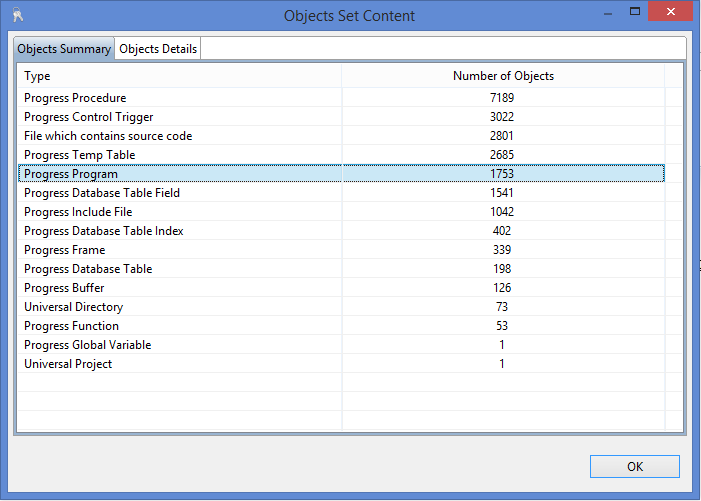 Objects Set Content
Objects Summary Objects Details
Type Number of Objects
Progress Procedure 7189
Progress Control Trigger 3022
File which contains source code 2801
Progress Temp Table 2685
Progress Program 1753
Progress Database Table Field 1541
Progress Include File 1042
Progress Database Table Index 402
Progress Frame 339
Progress Database Table 198
Progress Buffer 126
Universal Directory 73
Progress Function 53
Progress Global Variable 1
Universal Project 1
OK